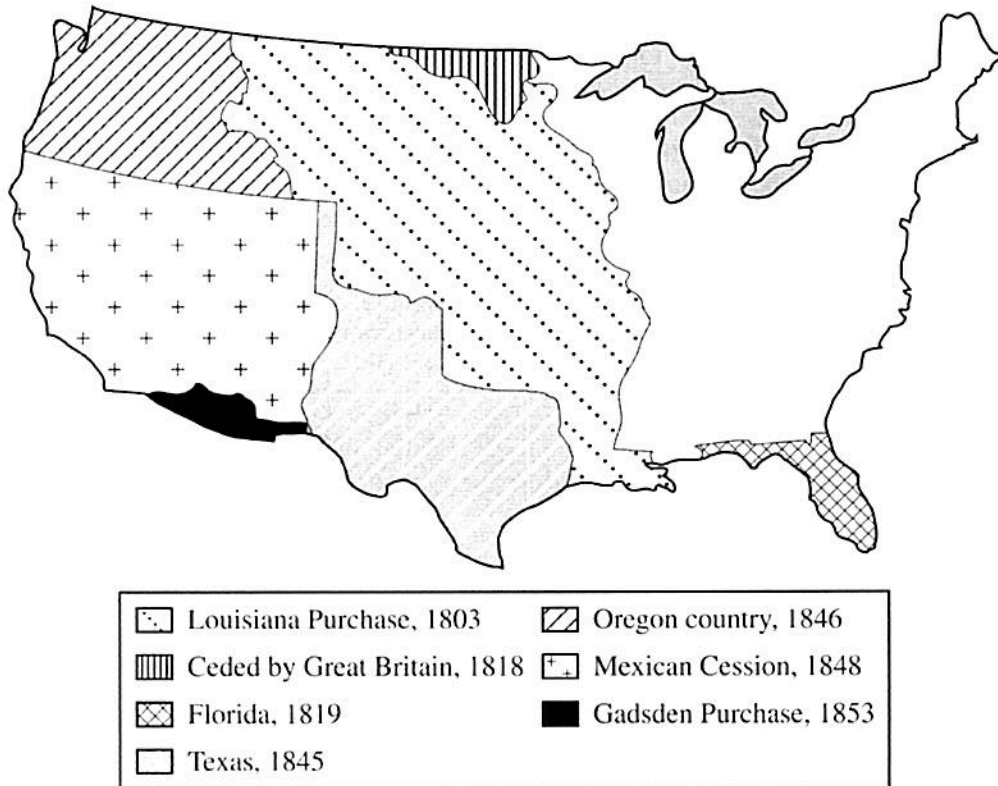 Louisiana Purchase, 1803
Ceded by Great Britain, 1818
Florida, 1819
Texas, 1845
Oregon country, 1846
Mexican Cession, 1848
Gadsden Purchase, 1853